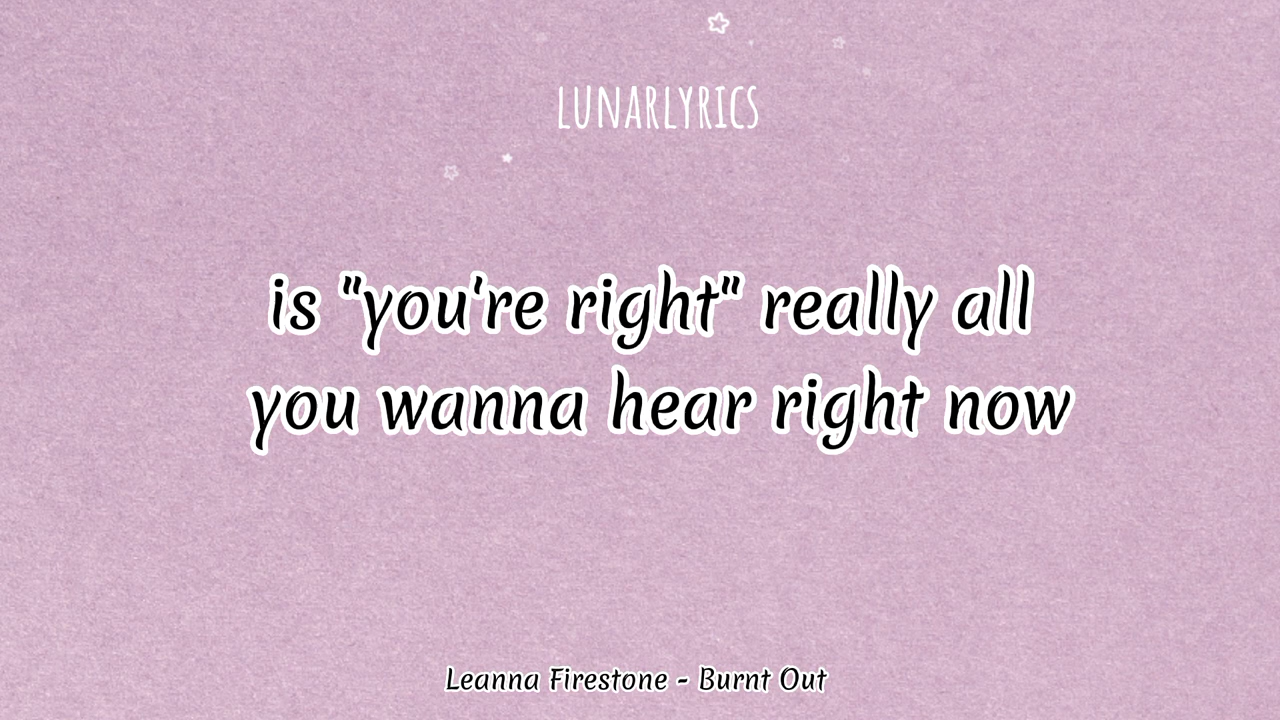 LUNARLYRICS
is "you're right" really all
you wanna hear right now
Leanna Firestone - Burnt Out